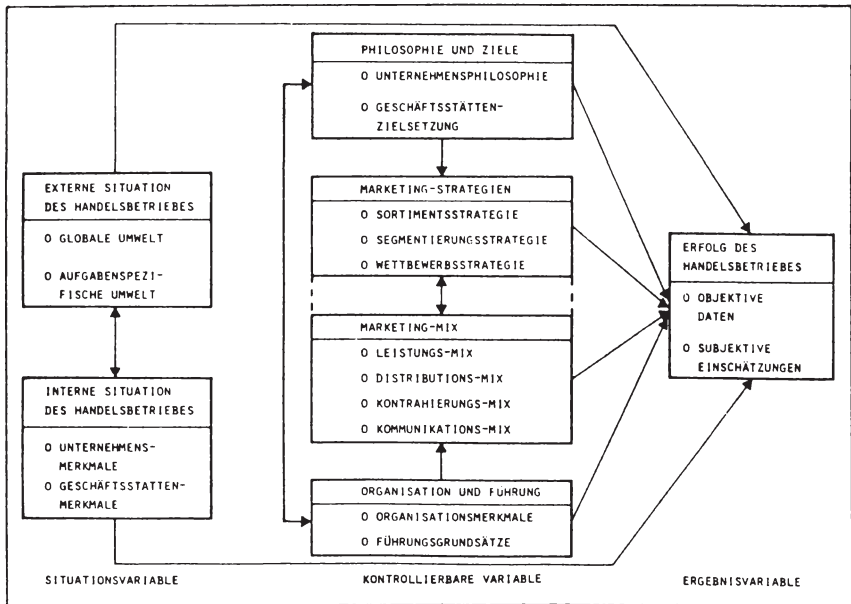 EXTERNE SITUATION
DES HANDELSBETRIEBES
O GLOBALE UMWELT
O AUFGABENSPEZI-
FISCHE UMWELT
INTERNE SITUATION
DES HANDELSBETRIEBES
O UNTERNEHMENS-
MERKMALE
O GESCHÄFTSSTATTEN-
MERKMALE
SITUATIONSVARIABLE
PHILOSOPHIE UND ZIELE
O UNTERNEHMENSPHILOSOPHIE
O GESCHÄFTSSTÄTTEN-
ZIELSETZUNG
MARKETING-STRATEGIEN
O SORTIMENTSSTRATEGIE
O SEGMENTIERUNGSSTRATEGIE
O WETTBEWERBSSTRATEGIE
MARKETING-MIX
O LEISTUNGS-MIX
O DISTRIBUTIONS-MIX
O KONTRAHIERUNGS-MIX
O KOMMUNIKATIONS-MIX
ORGANISATION UND FÜHRUNG
O ORGANISATIONSMERKMALE
O FÜHRUNGSGRUNDSÄTZE
KONTROLLIERBARE VARIABLE
ERFOLG DES
HANDELSBETRIEBES
O OBJEKTIVE
DATEN
O SUBJEKTIVE
EINSCHÄTZUNGEN
ERGEBNISVARIABLE